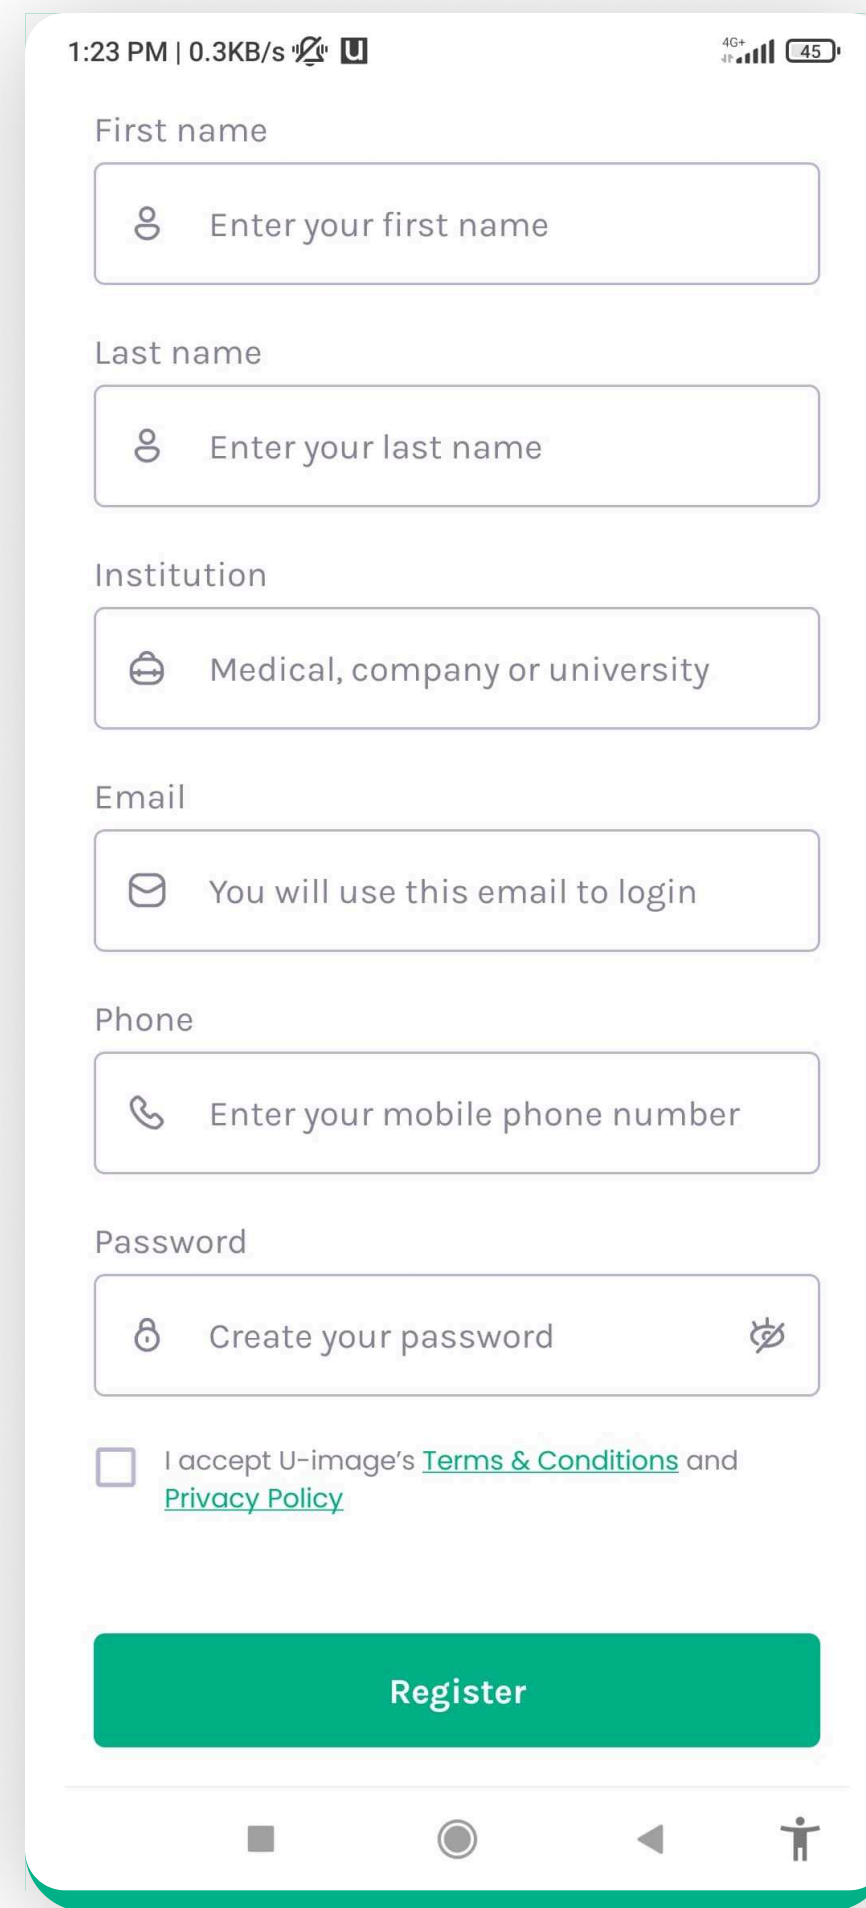 1:23 PM | 0.3KB/s U 4G+ 45
First name
Enter your first name
Last name
Enter your last name
Institution
Medical, company or university
Email
You will use this email to login
Phone
Enter your mobile phone number
Password
Create your password
I accept U-image’s Terms & Conditions and
Privacy Policy
Register